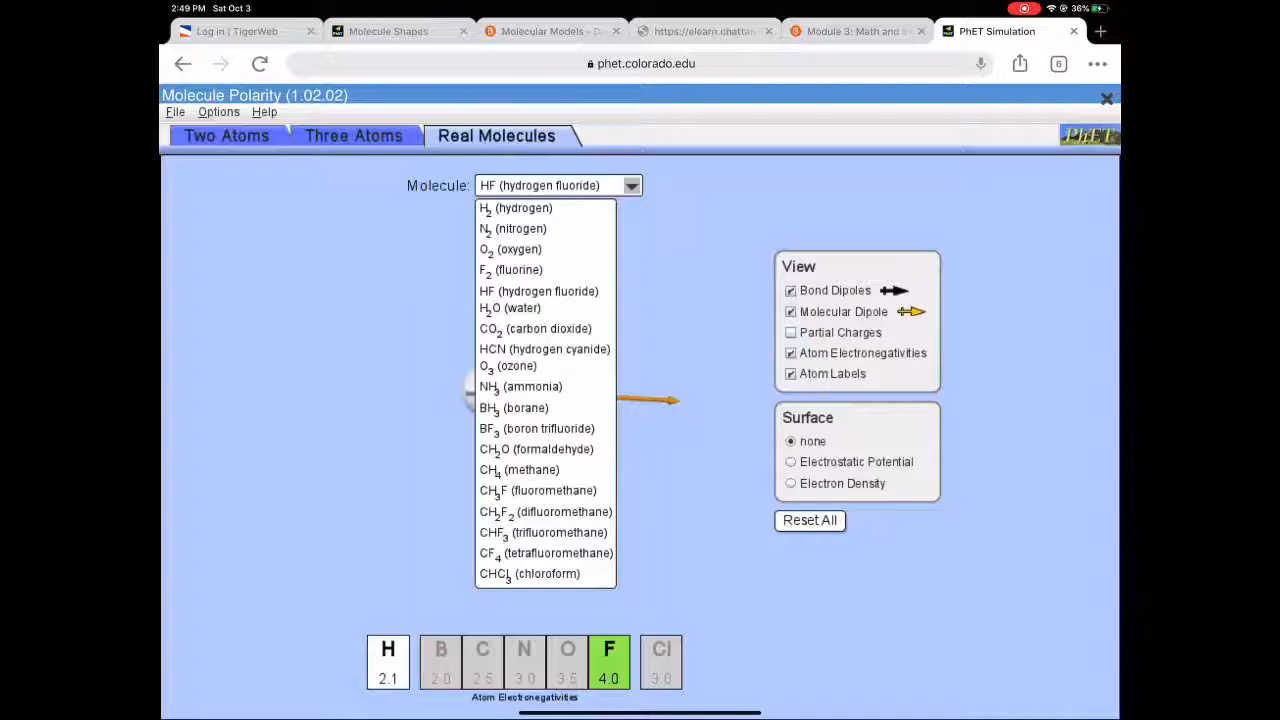 2:49 PM Sat Oct 3
36%
Log in | TigerWeb
Molecule Shapes
Molecular Models – D
https://elearn.chattan
Module 3: Math and
PhET Simulation
phet.colorado.edu
6
Molecule Polarity (1.02.02)
File Options Help
Two Atoms
Three Atoms
Real Molecules
PhET
Molecule: HF (hydrogen fluoride)
H2 (hydrogen)
N2 (nitrogen)
O2 (oxygen)
F2 (fluorine)
HF (hydrogen fluoride)
H2O (water)
CO2 (carbon dioxide)
HCN (hydrogen cyanide)
O3 (ozone)
NH3 (ammonia)
BH3 (borane)
BF3 (boron trifluoride)
CH2O (formaldehyde)
CH4 (methane)
CH3F (fluoromethane)
CH2F2 (difluoromethane)
CHF3 (trifluoromethane)
CF4 (tetrafluoromethane)
CHCl3 (chloroform)
View
Bond Dipoles
Molecular Dipole
Partial Charges
Atom Electronegativities
Atom Labels
Surface
none
Electrostatic Potential
Electron Density
Reset All
H B C N O F Cl
2.1 2.0 2.5 3.0 3.5 4.0 3.0
Atom Electronegativities